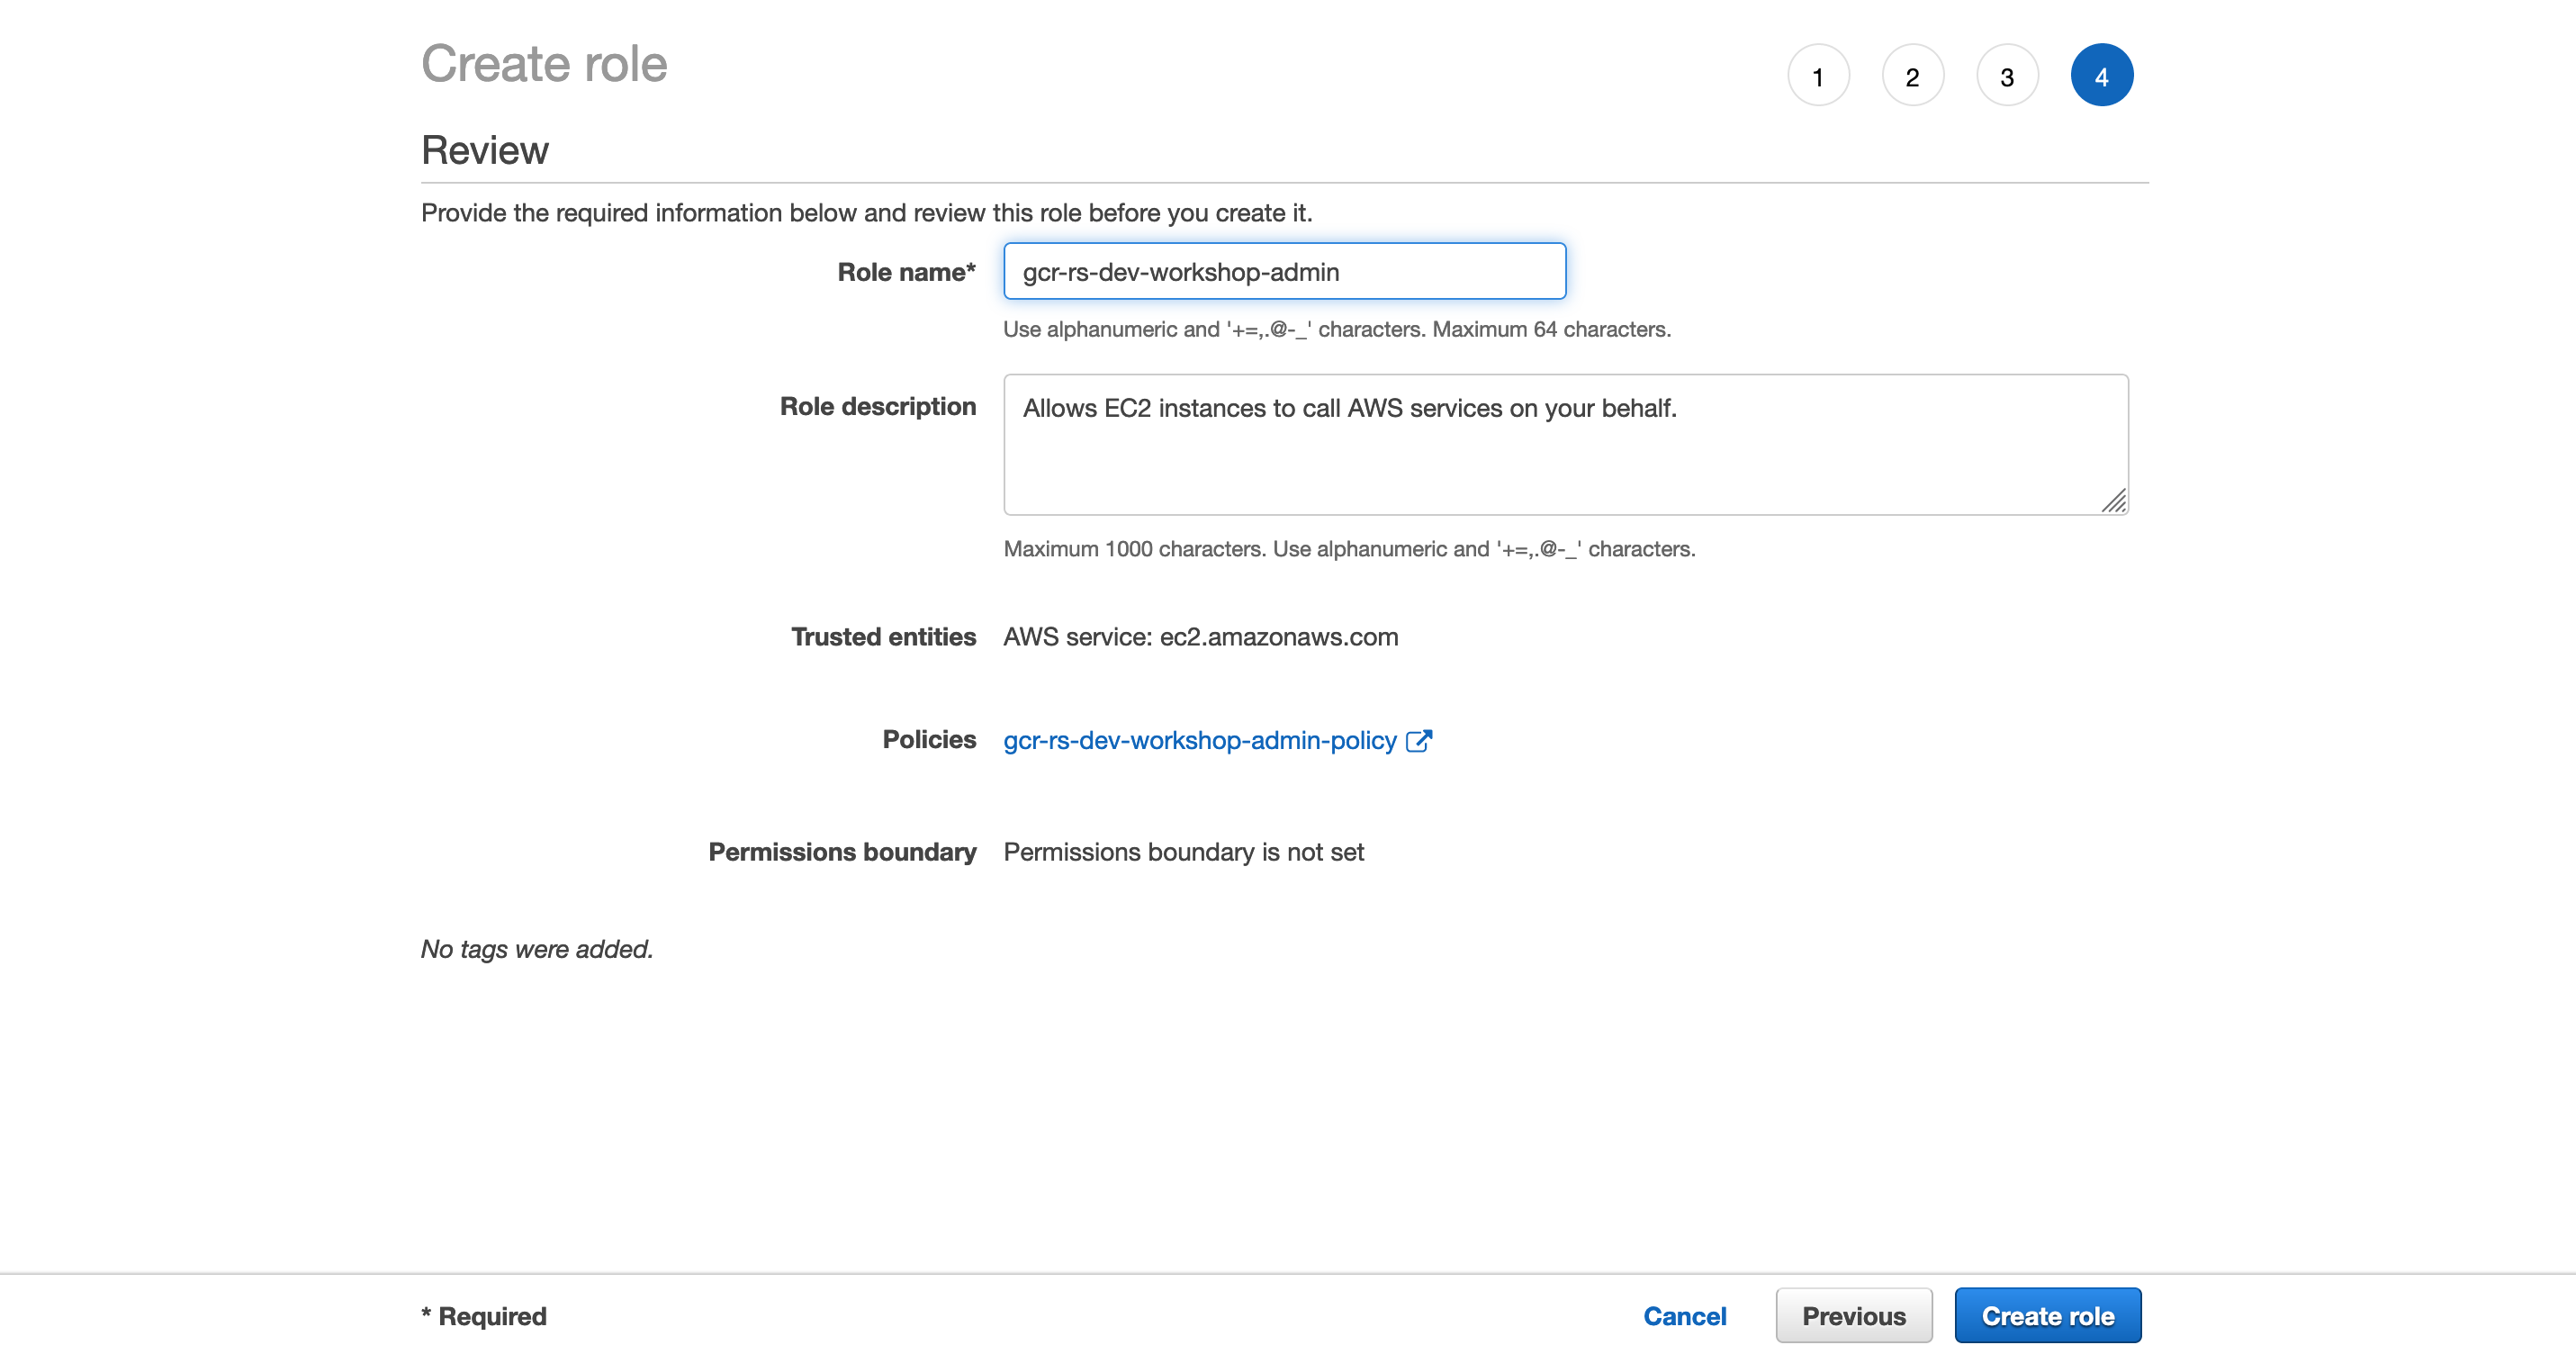 Create role
1 2 3 4
Review
Provide the required information below and review this role before you create it.
Role name* gcr-rs-dev-workshop-admin
Use alphanumeric and '+=,.@-_' characters. Maximum 64 characters.
Role description Allows EC2 instances to call AWS services on your behalf.
Maximum 1000 characters. Use alphanumeric and '+=,.@-_' characters.
Trusted entities AWS service: ec2.amazonaws.com
Policies gcr-rs-dev-workshop-admin-policy
Permissions boundary Permissions boundary is not set
No tags were added.
* Required Cancel Previous Create role